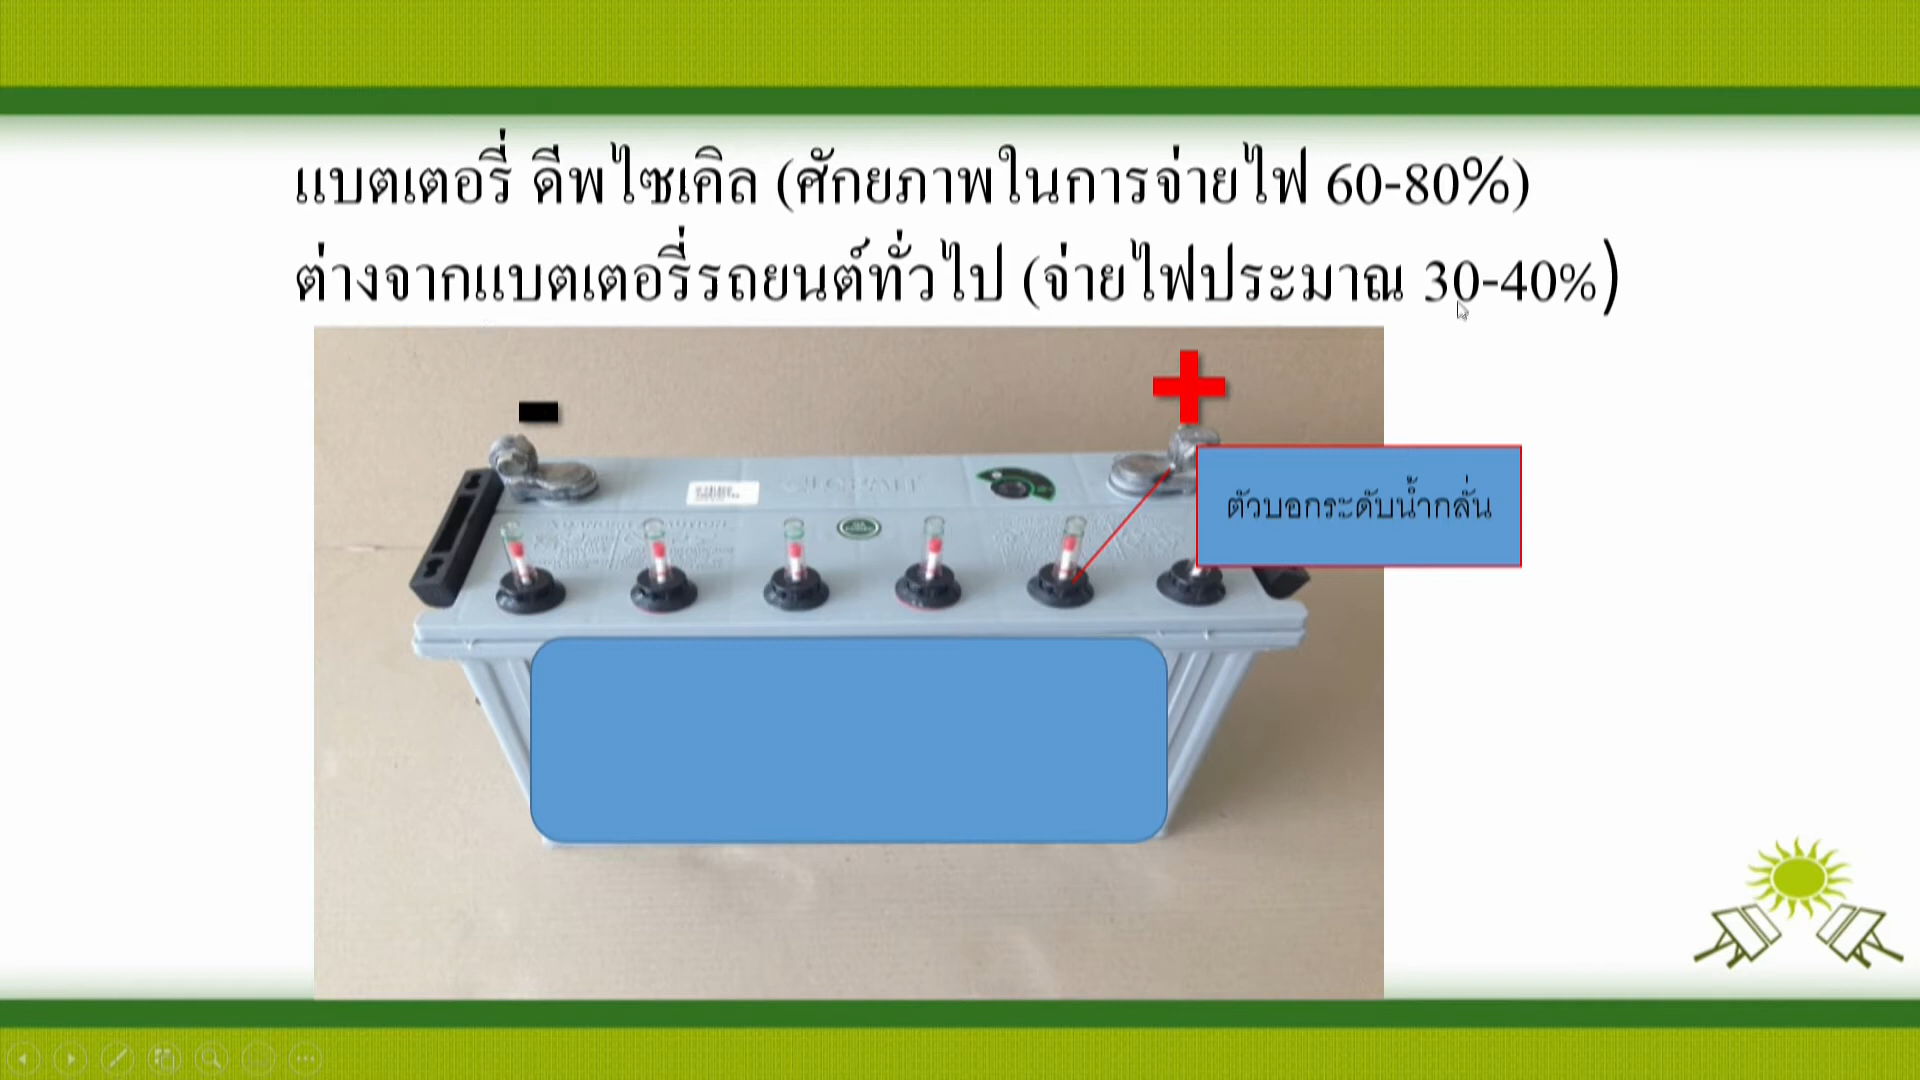 แบตเตอรี่ ดีพไซเคิล (ศักยภาพในการจ่ายไฟ 60-80%)
ต่างจากแบตเตอรี่รถยนต์ทั่วไป (จ่ายไฟประมาณ 30-40%)
-
+
ตัวบอกระดับน้ำกลั่น